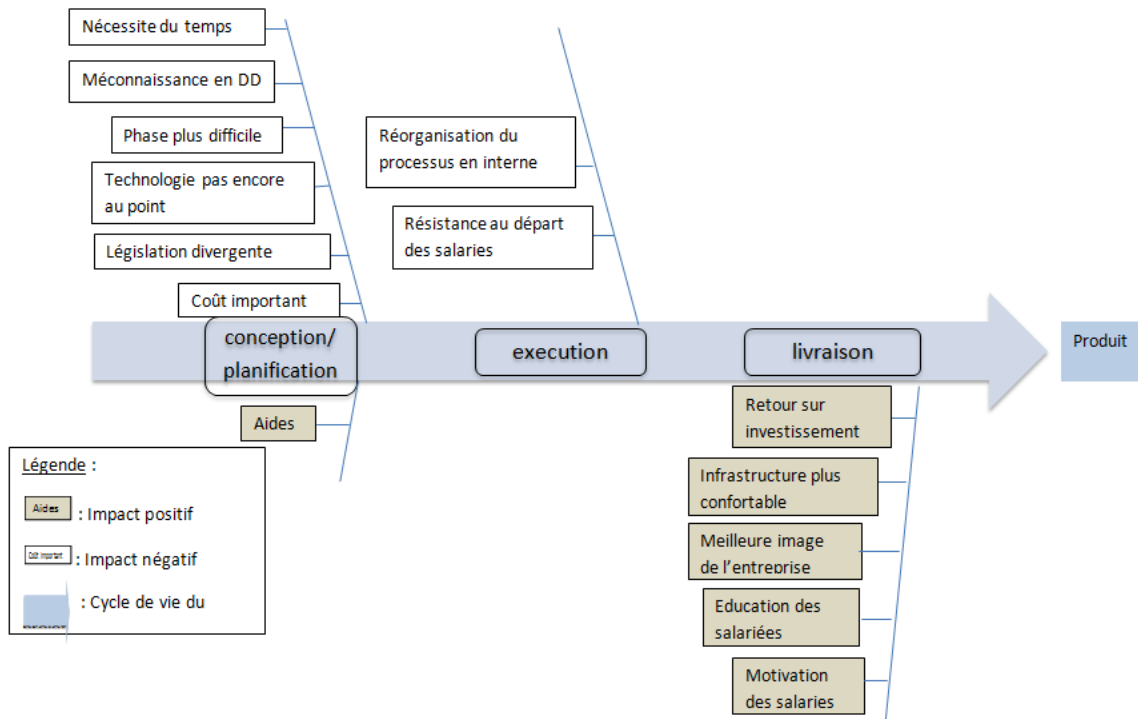 Nécessite du temps
Méconnaissance en DD
Phase plus difficile
Technologie pas encore
au point
Législation divergente
Coût important
Réorganisation du
processus en interne
Résistance au départ
des salaries
conception/
planification
execution
livraison
Produit
Aides
Retour sur
investissement
Infrastructure plus
confortable
Meilleure image
de l'entreprise
Education des
salariées
Motivation
des salaries
Légende :
Aides : Impact positif
Coût important : Impact négatif
: Cycle de vie du